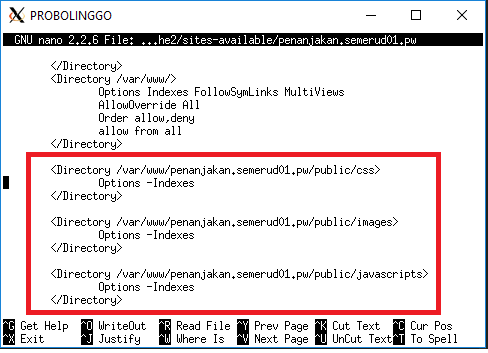 PROBOLINGGO
GNU nano 2.2.6 File: ...he2/sites-available/penanjakan.semerud01.pw
</Directory>
<Directory /var/www/>
Options Indexes FollowSymLinks MultiViews
AllowOverride All
Order allow,deny
allow from all
</Directory>
<Directory /var/www/penanjakan.semerud01.pw/public/css>
Options -Indexes
</Directory>
<Directory /var/www/penanjakan.semerud01.pw/public/images>
Options -Indexes
</Directory>
<Directory /var/www/penanjakan.semerud01.pw/public/javascripts>
Options -Indexes
</Directory>
^G Get Help ^O WriteOut ^R Read File ^Y Prev Page ^K Cut Text ^C Cur Pos
^X Exit ^J Justify ^W Where Is ^V Next Page ^U UnCut Text ^T To Spell